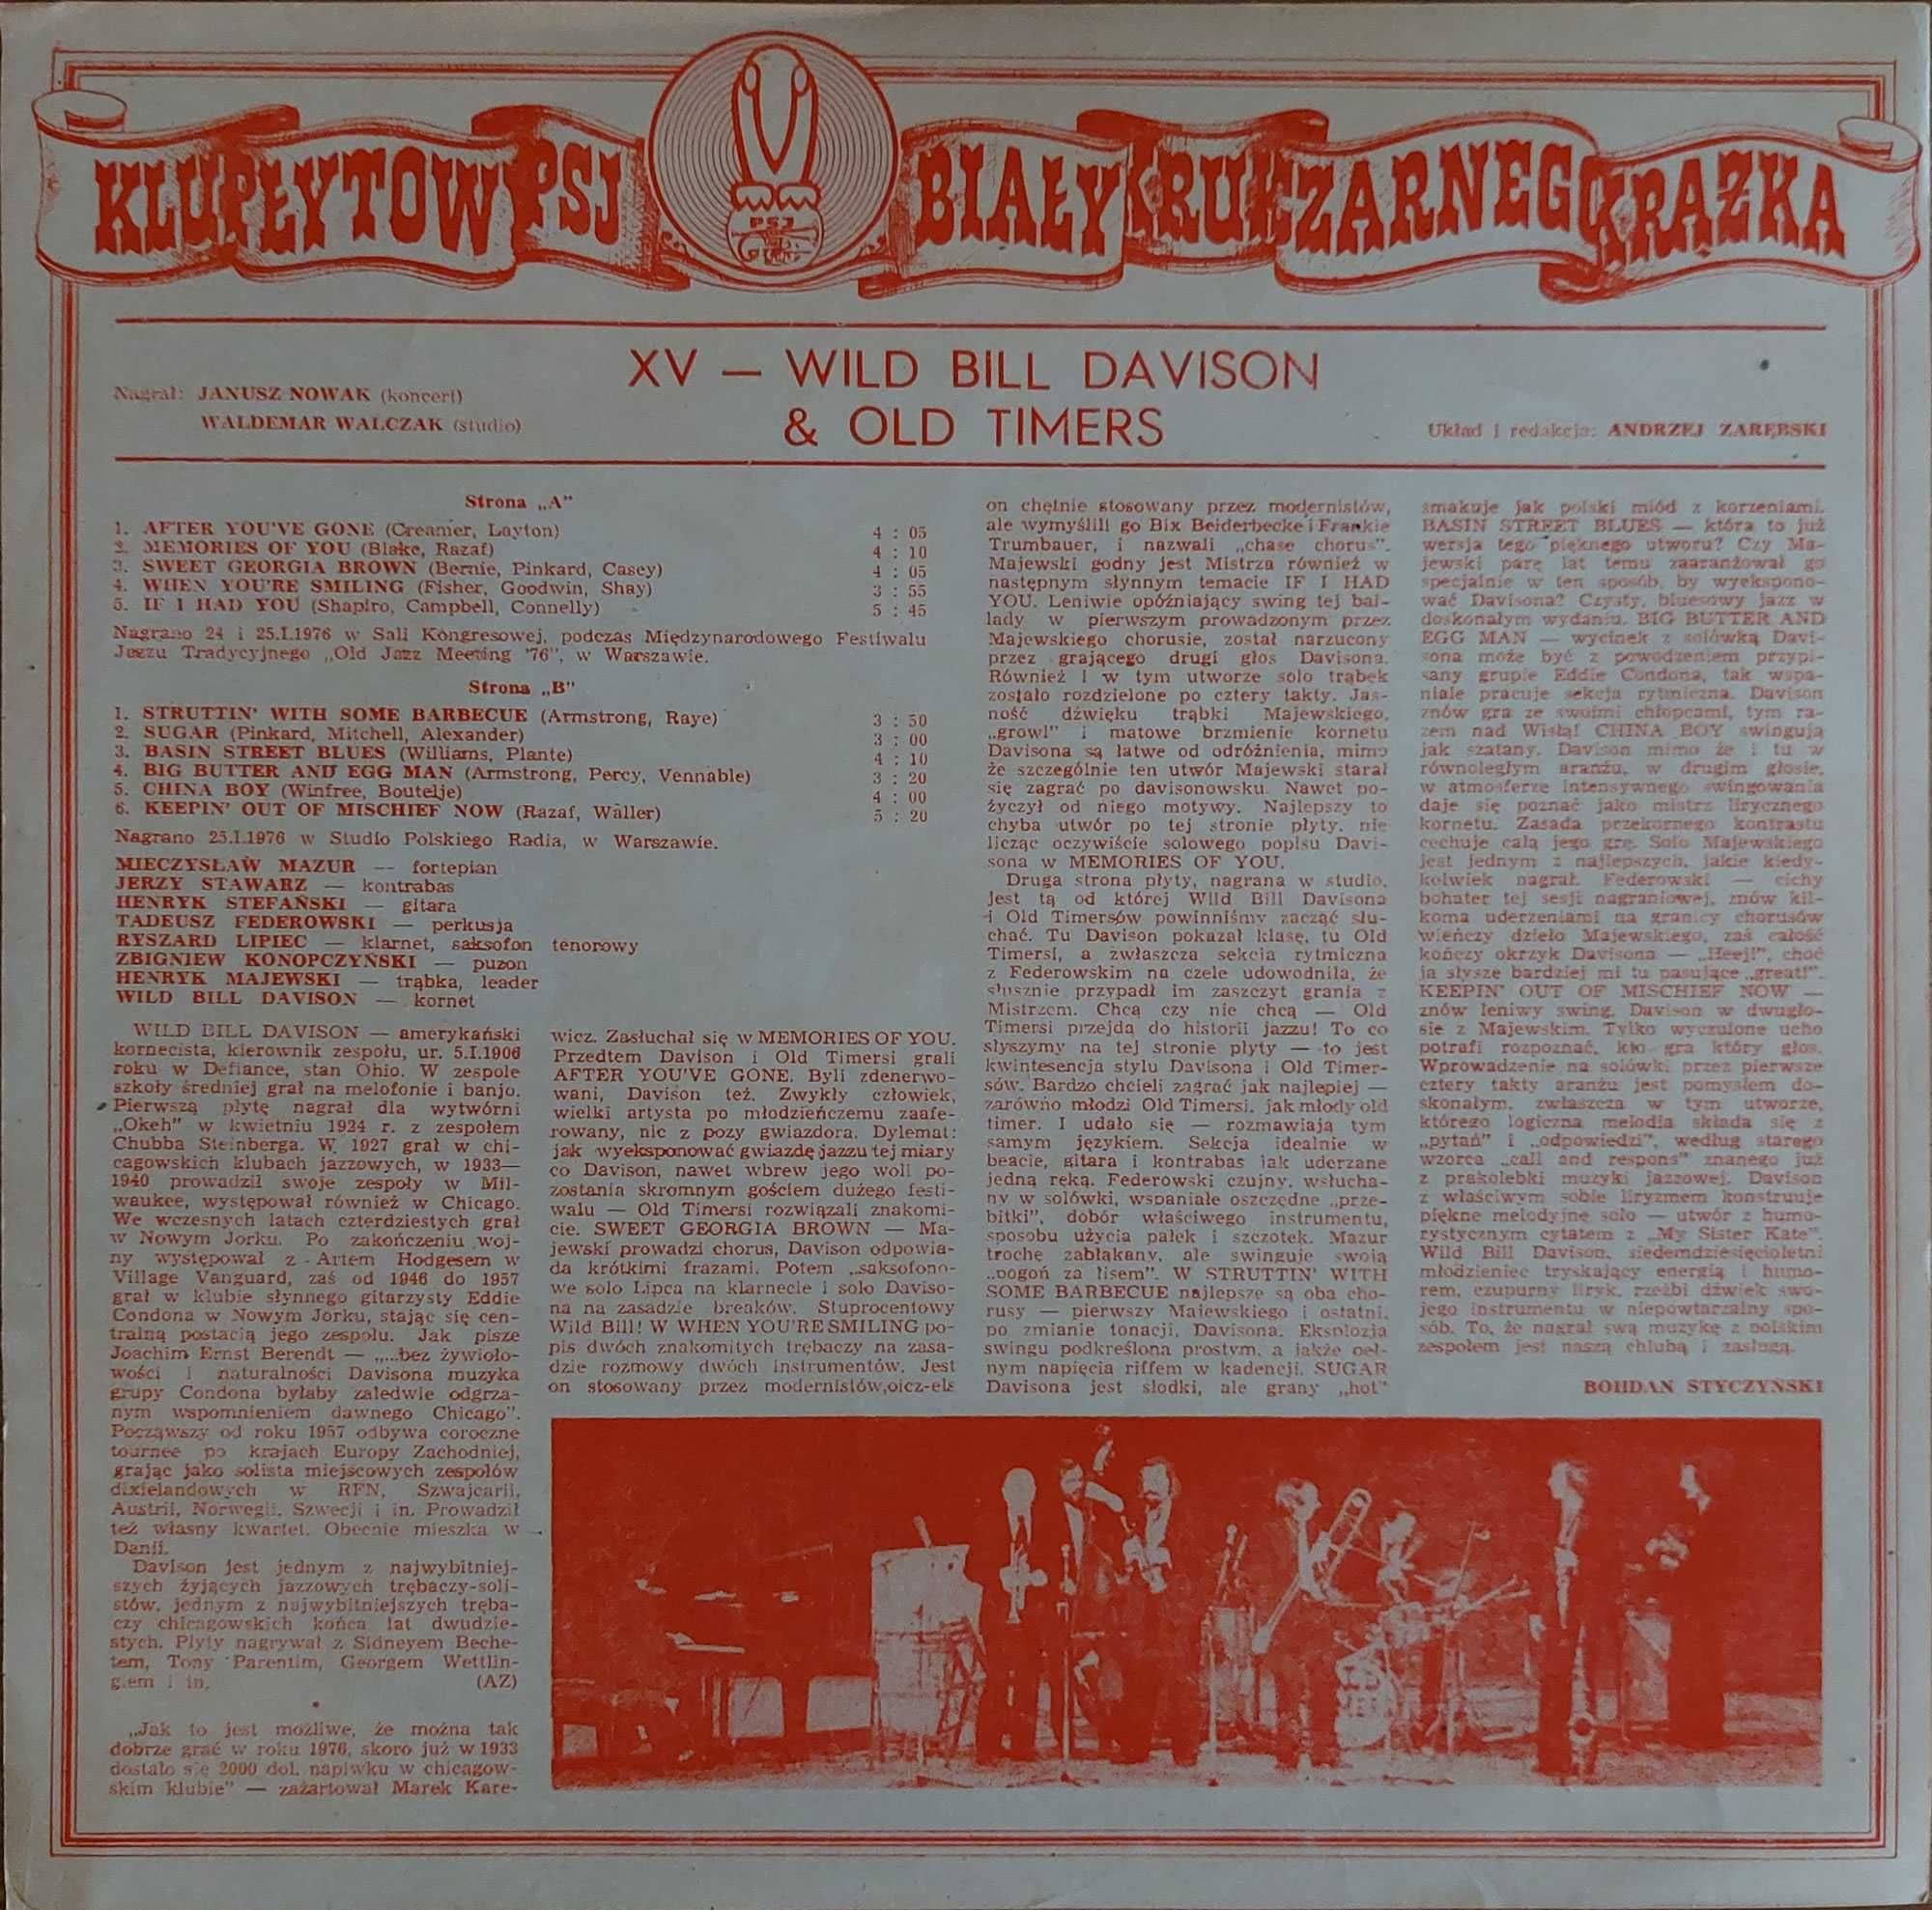 KLUB PŁYTOWY PSJ
PSJ
BIAŁY KRUK CZARNEGO KRĄŻKA
XV — WILD BILL DAVISON
& OLD TIMERS
Nagrał: JANUSZ NOWAK (koncert)
WALDEMAR WALCZAK (studio)
Układ i redakcja: ANDRZEJ ZARĘBSKI
Strona „A”
1. AFTER YOU'VE GONE (Creamer, Layton) 4 : 05
2. MEMORIES OF YOU (Blake, Razaf) 4 : 10
3. SWEET GEORGIA BROWN (Bernie, Pinkard, Casey) 4 : 05
4. WHEN YOU'RE SMILING (Fisher, Goodwin, Shay) 3 : 55
5. IF I HAD YOU (Shapiro, Campbell, Connelly) 5 : 45
Nagrano 24 i 25.I.1976 w Sali Kongresowej, podczas Międzynarodowego Festiwalu
Jazzu Tradycyjnego „Old Jazz Meeting '76”, w Warszawie.
Strona „B”
1. STRUTTIN' WITH SOME BARBECUE (Armstrong, Raye) 3 : 50
2. SUGAR (Pinkard, Mitchell, Alexander) 3 : 00
3. BASIN STREET BLUES (Williams, Plante) 4 : 10
4. BIG BUTTER AND EGG MAN (Armstrong, Percy, Vennable) 3 : 20
5. CHINA BOY (Winfree, Boutelje) 4 : 00
6. KEEPIN' OUT OF MISCHIEF NOW (Razaf, Waller) 5 : 20
Nagrano 25.I.1976 w Studio Polskiego Radia, w Warszawie.
MIECZYSŁAW MAZUR — fortepian
JERZY STAWARZ — kontrabas
HENRYK STEFAŃSKI — gitara
TADEUSZ FEDEROWSKI — perkusja
RYSZARD LIPIEC — klarnet, saksofon tenorowy
ZBIGNIEW KONOPCZYŃSKI — puzon
HENRYK MAJEWSKI — trąbka, leader
WILD BILL DAVISON — kornet
WILD BILL DAVISON — amerykański
kornecista, kierownik zespołu, ur. 5.I.1906
roku w Defiance, stan Ohio. W zespole
szkoły średniej grał na melofonie i banjo.
Pierwszą płytę nagrał dla wytwórni
„Okeh” w kwietniu 1924 r. z zespołem
Chubba Steinberga. W 1927 grał w chi-
cagowskich klubach jazzowych, w 1933—
1940 prowadził swoje zespoły w Mil-
waukee, występował również w Chicago.
We wczesnych latach czterdziestych grał
w Nowym Jorku. Po zakończeniu woj-
ny występował z Artem Hodgesem w
Village Vanguard, zaś od 1946 do 1957
grał w klubie słynnego gitarzysty Eddie
Condona w Nowym Jorku, stając się cen-
tralną postacią jego zespołu. Jak pisze
Joachim Ernst Berendt — „...bez żywioło-
wości i naturalności Davisona muzyka
grupy Condona byłaby zaledwie odgrza-
nym wspomnieniem dawnego Chicago”.
Począwszy od roku 1957 odbywa coroczne
tournee po krajach Europy Zachodniej,
grając jako solista miejscowych zespołów
dixielandowych w RFN, Szwajcarii,
Austrii, Norwegii, Szwecji i in. Prowadził
też własny kwartet. Obecnie mieszka w
Danii.
Davison jest jednym z najwybitniej-
szych żyjących jazzowych trębaczy-soli-
stów, jednym z najwybitniejszych tręba-
czy chicagowskich końca lat dwudzie-
stych. Płyty nagrywał z Sidneyem Beche-
tem, Tony Parentim, Georgem Wettlin-
giem i in. (AZ)
„Jak to jest możliwe, że można tak
dobrze grać w roku 1976, skoro już w 1933
dostało się 2000 dol. napiwku w chicagow-
skim klubie” — zażartował Marek Kare-
wicz. Zasłuchał się w MEMORIES OF YOU.
Przedtem Davison i Old Timersi grali
AFTER YOU'VE GONE. Byli zdenerwo-
wani, Davison też. Zwykły człowiek,
wielki artysta po młodzieńczemu zaafe-
rowany, nic z pozy gwiazdora. Dylemat:
jak wyeksponować gwiazdę jazzu tej miary
co Davison, nawet wbrew jego woli po-
zostania skromnym gościem dużego festi-
walu — Old Timersi rozwiązali znakomi-
cie. SWEET GEORGIA BROWN — Ma-
jewski prowadzi chorus, Davison odpowia-
da krótkimi frazami. Potem „saksofono-
we solo Lipca na klarnecie i solo Daviso-
na na zasadzie breaków. Stuprocentowy
Wild Bill! W WHEN YOU'RE SMILING po-
pis dwóch znakomitych trębaczy na zasa-
dzie rozmowy dwóch instrumentów. Jest
on stosowany przez modernistów,oicz-els
on chętnie stosowany przez modernistów,
ale wymyślili go Bix Beiderbecke i Frankie
Trumbauer, i nazwali „chase chorus”.
Majewski godny jest Mistrza również w
następnym słynnym temacie IF I HAD
YOU. Leniwie opóźniający swing tej bal-
lady w pierwszym prowadzonym przez
Majewskiego chorusie, został narzucony
przez grającego drugi głos Davisona.
Również i w tym utworze solo trąbek
zostało rozdzielone po cztery takty. Jas-
ność dźwięku trąbki Majewskiego,
„growl” i matowe brzmienie kornetu
Davisona są łatwe od odróżnienia, mimo
że szczególnie ten utwór Majewski starał
się zagrać po davisonowsku. Nawet po-
życzył od niego motywy. Najlepszy to
chyba utwór po tej stronie płyty, nie
licząc oczywiście solowego popisu Davi-
sona w MEMORIES OF YOU.
Druga strona płyty, nagrana w studio,
jest tą od której Wild Bill Davisona
i Old Timersów powinniśmy zacząć słu-
chać. Tu Davison pokazał klasę, tu Old
Timersi, a zwłaszcza sekcja rytmiczna
z Federowskim na czele udowodniła, że
słusznie przypadł im zaszczyt grania z
Mistrzem. Chcą czy nie chcą — Old
Timersi przejdą do historii jazzu! To co
słyszymy na tej stronie płyty — to jest
kwintesencja stylu Davisona i Old Timer-
sów. Bardzo chcieli zagrać jak najlepiej —
zarówno młodzi Old Timersi, jak młody old
timer. I udało się — rozmawiają tym
samym językiem. Sekcja idealnie w
beacie, gitara i kontrabas jak uderzane
jedną ręką. Federowski czujny, wsłucha-
ny w solówki, wspaniałe oszczędne „prze-
bitki”, dobór właściwego instrumentu,
sposobu użycia pałek i szczotek. Mazur
trochę zabłąkany, ale swinguje swoją
„pogoń za lisem”. W STRUTTIN' WITH
SOME BARBECUE najlepsze są oba cho-
rusy — pierwszy Majewskiego i ostatni,
po zmianie tonacji, Davisona. Eksplozja
swingu podkreślona prostym, a jakże peł-
nym napięcia riffem w kadencji. SUGAR
Davisona jest słodki, ale grany „hot”
smakuje jak polski miód z korzeniami.
BASIN STREET BLUES — która to już
wersja tego pięknego utworu? Czy Ma-
jewski parę lat temu zaaranżował go
specjalnie w ten sposób, by wyekspono-
wać Davisona? Czysty, bluesowy jazz w
doskonałym wydaniu. BIG BUTTER AND
EGG MAN — wycinek z solówką Davi-
sona może być z powodzeniem przypi-
sany grupie Eddie Condona, tak wspa-
niale pracuje sekcja rytmiczna. Davison
znów gra ze swoimi chłopcami, tym ra-
zem nad Wisłą! CHINA BOY swingują
jak szatany. Davison mimo że i tu w
równoległym aranżu, w drugim głosie,
w atmosferze intensywnego swingowania
daje się poznać jako mistrz lirycznego
kornetu. Zasada przekornego kontrastu
cechuje całą jego grę. Solo Majewskiego
jest jednym z najlepszych, jakie kiedy-
kolwiek nagrał. Federowski — cichy
bohater tej sesji nagraniowej, znów kil-
koma uderzeniami na granicy chorusów
wieńczy dzieło Majewskiego, zaś całość
kończy okrzyk Davisona — „Heej!”, choć
ja słyszę bardziej mi tu pasujące „great!”.
KEEPIN' OUT OF MISCHIEF NOW —
znów leniwy swing. Davison w dwugło-
sie z Majewskim. Tylko wyczulone ucho
potrafi rozpoznać, kto gra który głos.
Wprowadzenie na solówki przez pierwsze
cztery takty aranżu jest pomysłem do-
skonałym, zwłaszcza w tym utworze,
którego logiczna melodia składa się z
„pytań” i „odpowiedzi”, według starego
wzorca „call and respons” znanego już
z prakolebki muzyki jazzowej. Davison
z właściwym sobie liryzmem konstruuje
piękne melodyjne solo — utwór z humo-
rystycznym cytatem z „My Sister Kate”.
Wild Bill Davison, siedemdziesięcioletni
młodzieniec tryskający energią i humo-
rem, czupurny liryk, rzeźbi dźwięk swo-
jego instrumentu w niepowtarzalny spo-
sób. To, że nagrał swą muzykę z polskim
zespołem jest naszą chlubą i zasługą.
BOHDAN STYCZYŃSKI